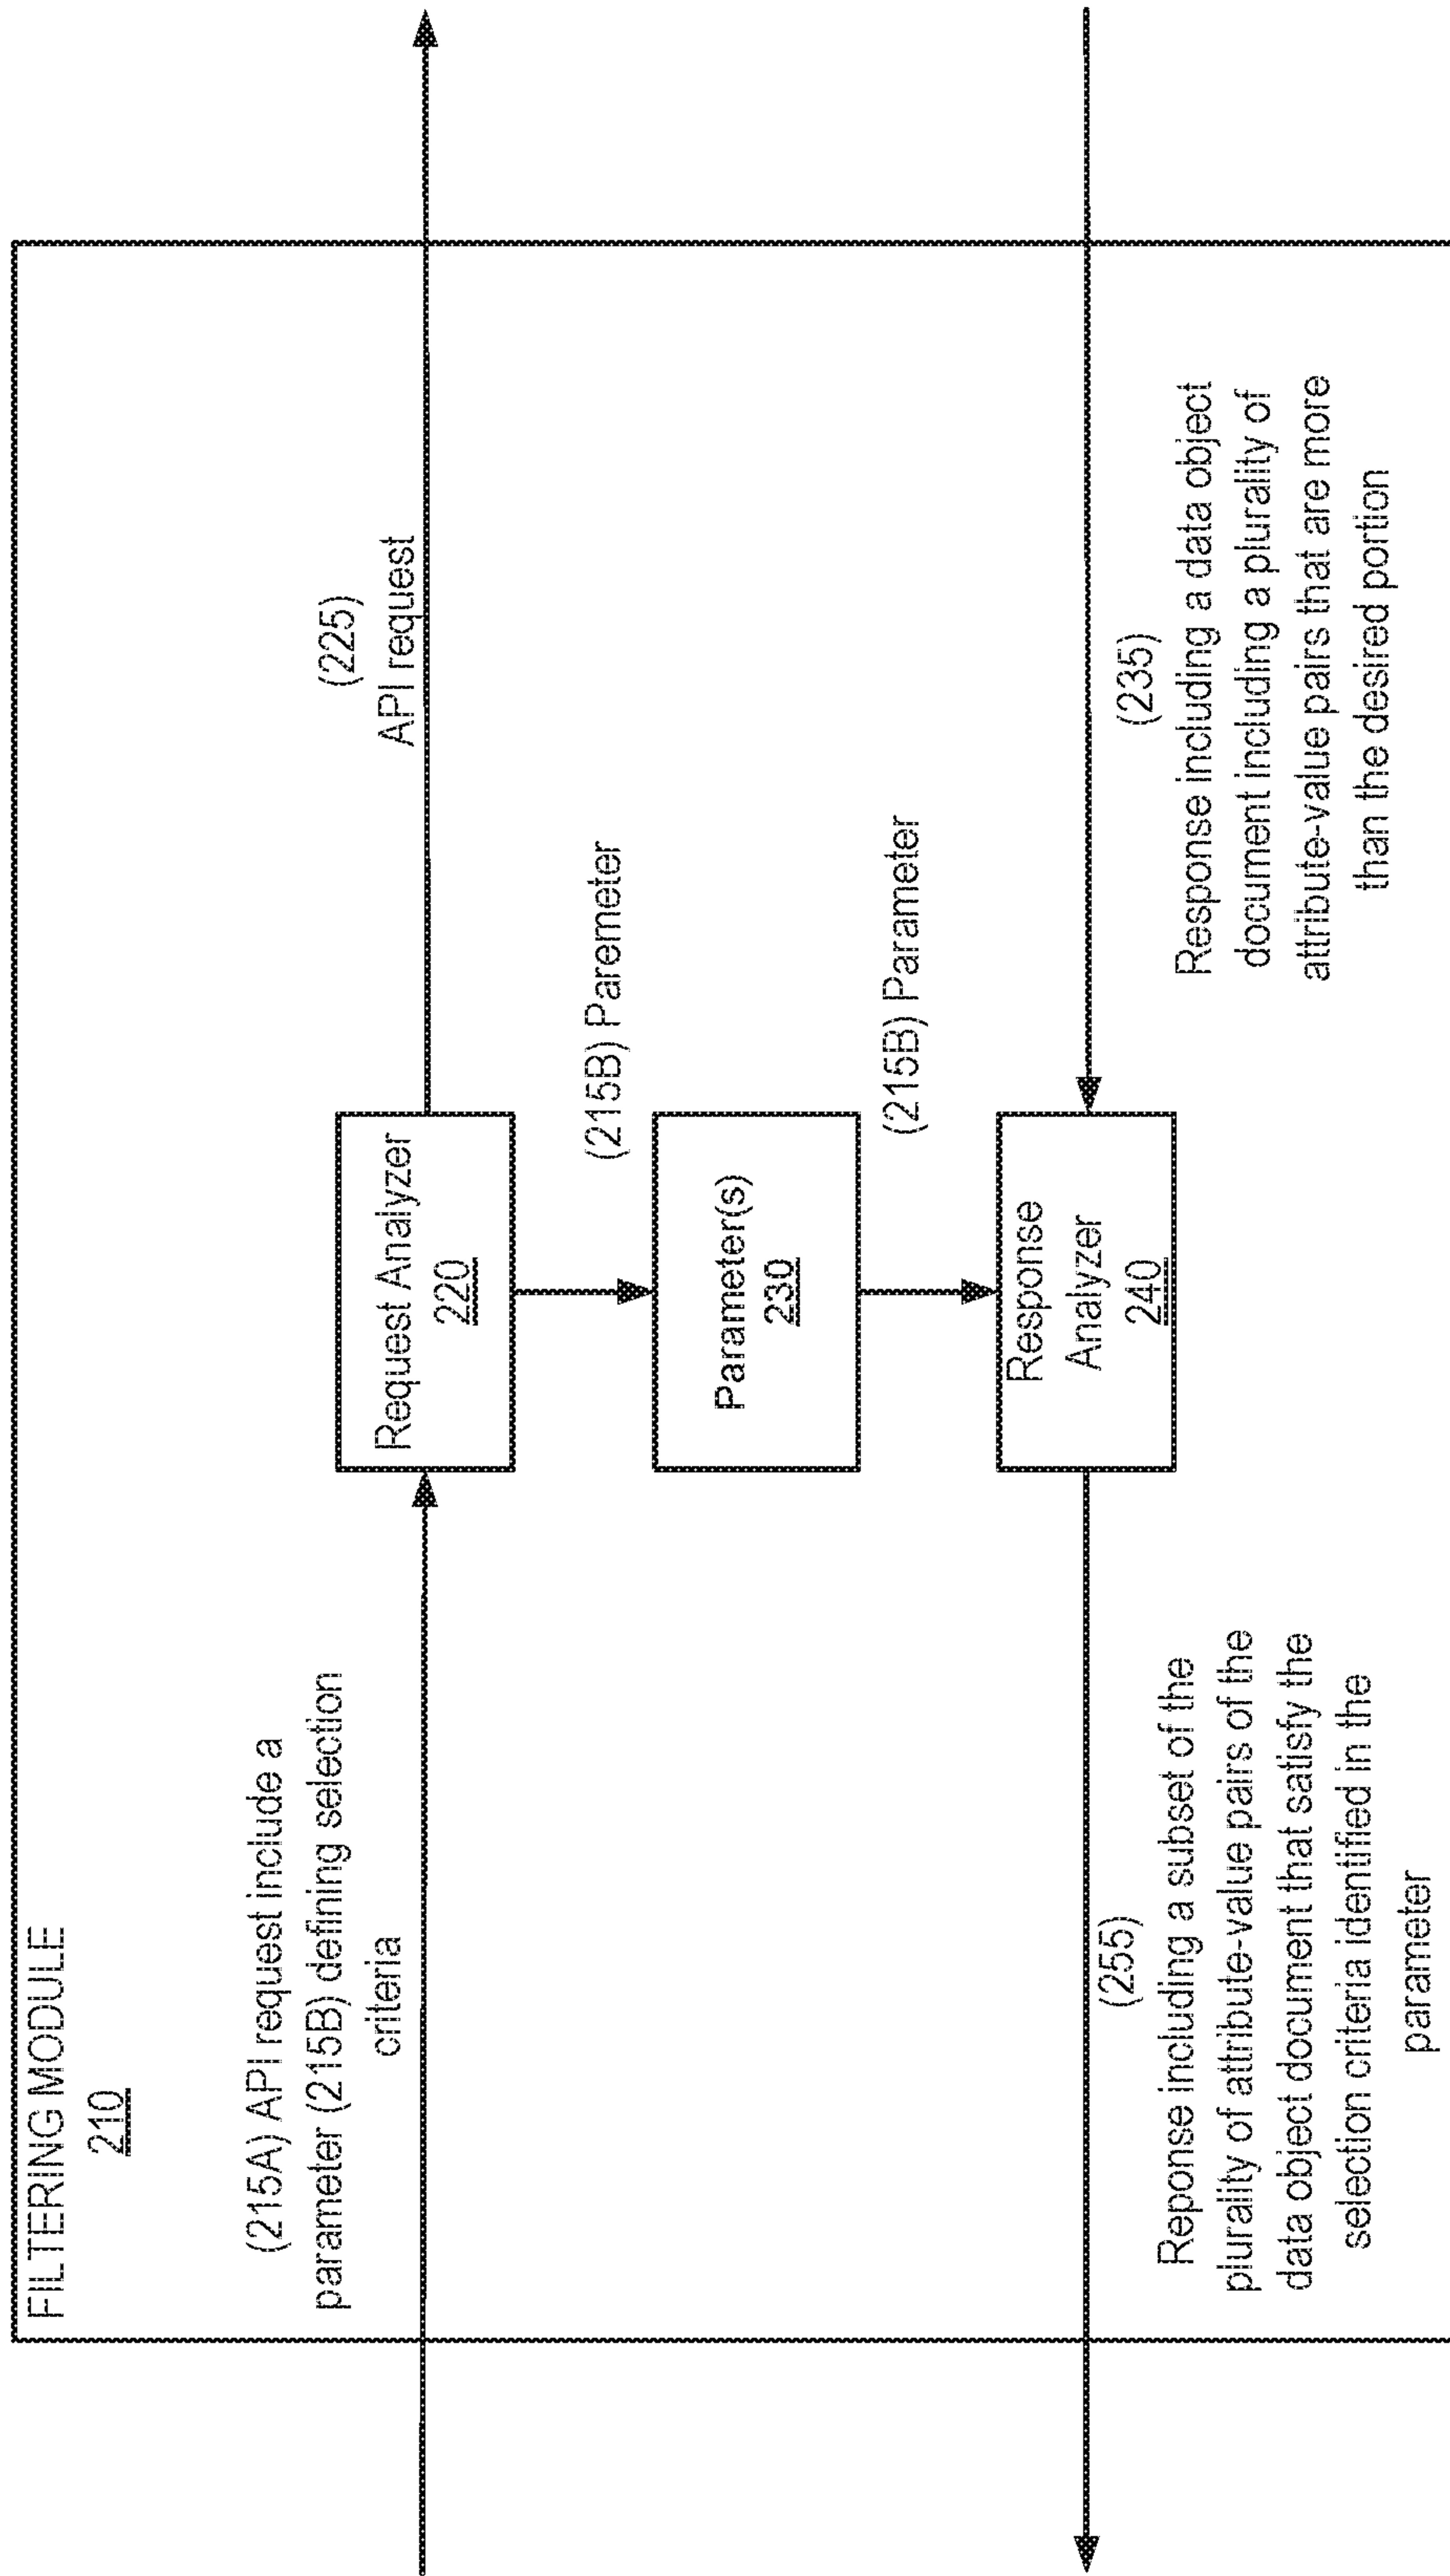 FILTERING MODULE
210
(215A) API request include a
parameter (215B) defining selection
criteria
(225)
API request
Request Analyzer
220
(215B) Paremeter
Parameter(s)
230
(215B) Parameter
Response
Analyzer
240
(235)
Response including a data object
document including a plurality of
attribute-value pairs that are more
than the desired portion
(255)
Reponse including a subset of the
plurality of attribute-value pairs of the
data object document that satisfy the
selection criteria identified in the
parameter